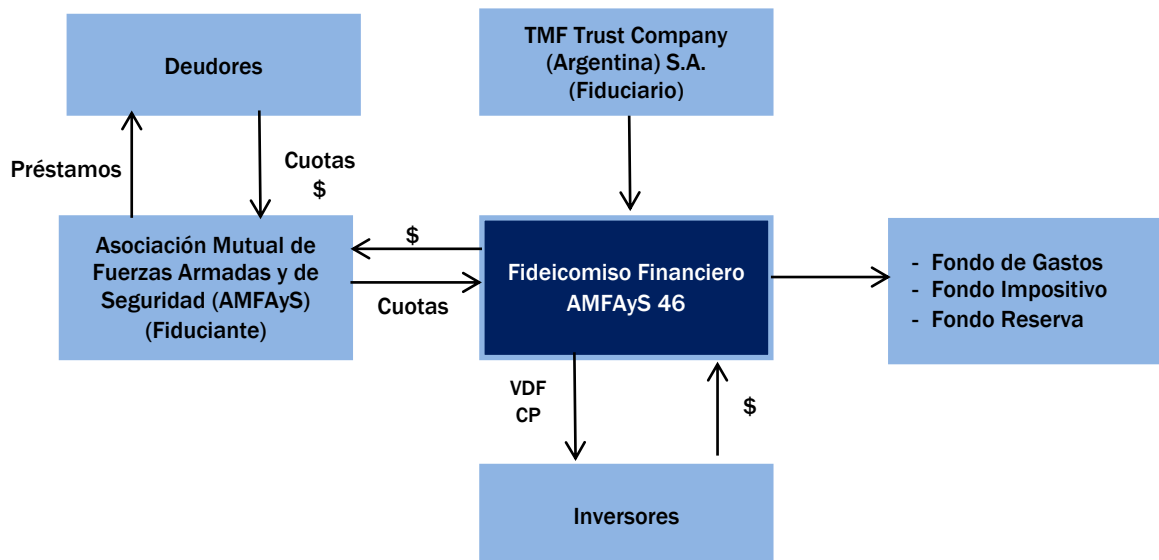 Deudores
TMF Trust Company
(Argentina) S.A.
(Fiduciario)
Préstamos
Cuotas
$
Asociación Mutual de
Fuerzas Armadas y de
Seguridad (AMFAyS)
(Fiduciante)
$
Cuotas
Fideicomiso Financiero
AMFAyS 46
- Fondo de Gastos
- Fondo Impositivo
- Fondo Reserva
VDF
CP
$
Inversores